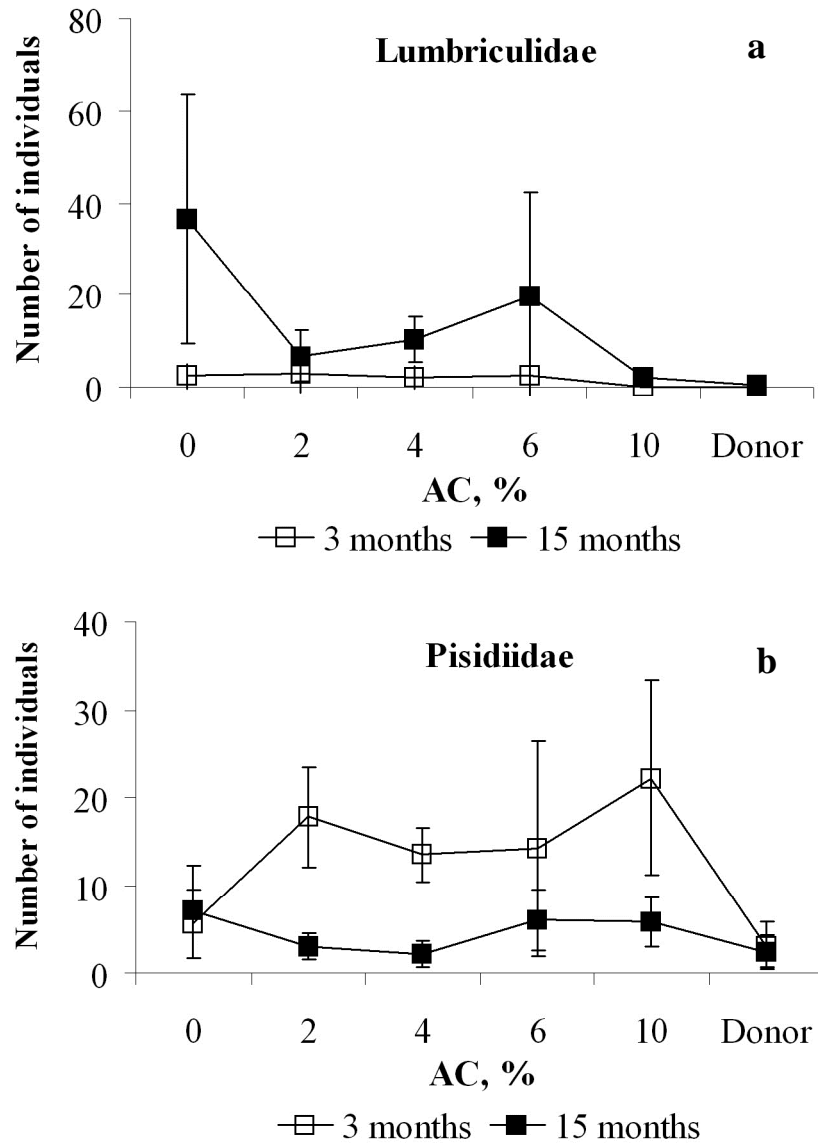 Lumbriculidae a
Number of individuals
80
60
40
20
0
0 2 4 6 10 Donor
AC, %
3 months 15 months
Pisidiidae b
Number of individuals
40
30
20
10
0
0 2 4 6 10 Donor
AC, %
3 months 15 months